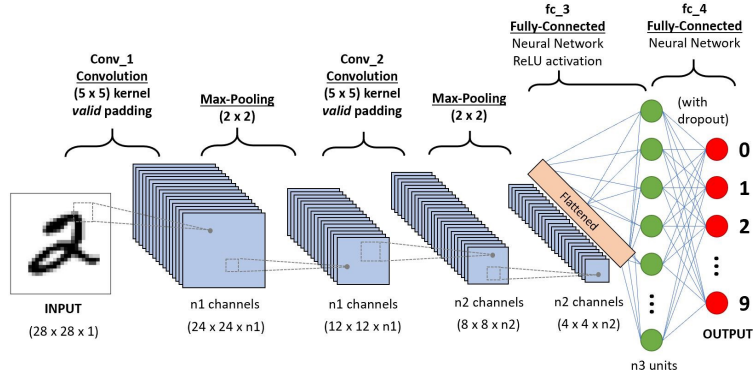 Conv_1
Convolution
(5 x 5) kernel
valid padding
Max-Pooling
(2 x 2)
Conv_2
Convolution
(5 x 5) kernel
valid padding
Max-Pooling
(2 x 2)
fc_3
Fully-Connected
Neural Network
ReLU activation
fc_4
Fully-Connected
Neural Network
(with
dropout)
2
INPUT
(28 x 28 x 1)
n1 channels
(24 x 24 x n1)
n1 channels
(12 x 12 x n1)
n2 channels
(8 x 8 x n2)
n2 channels
(4 x 4 x n2)
Flattened
n3 units
0
1
2
9
OUTPUT